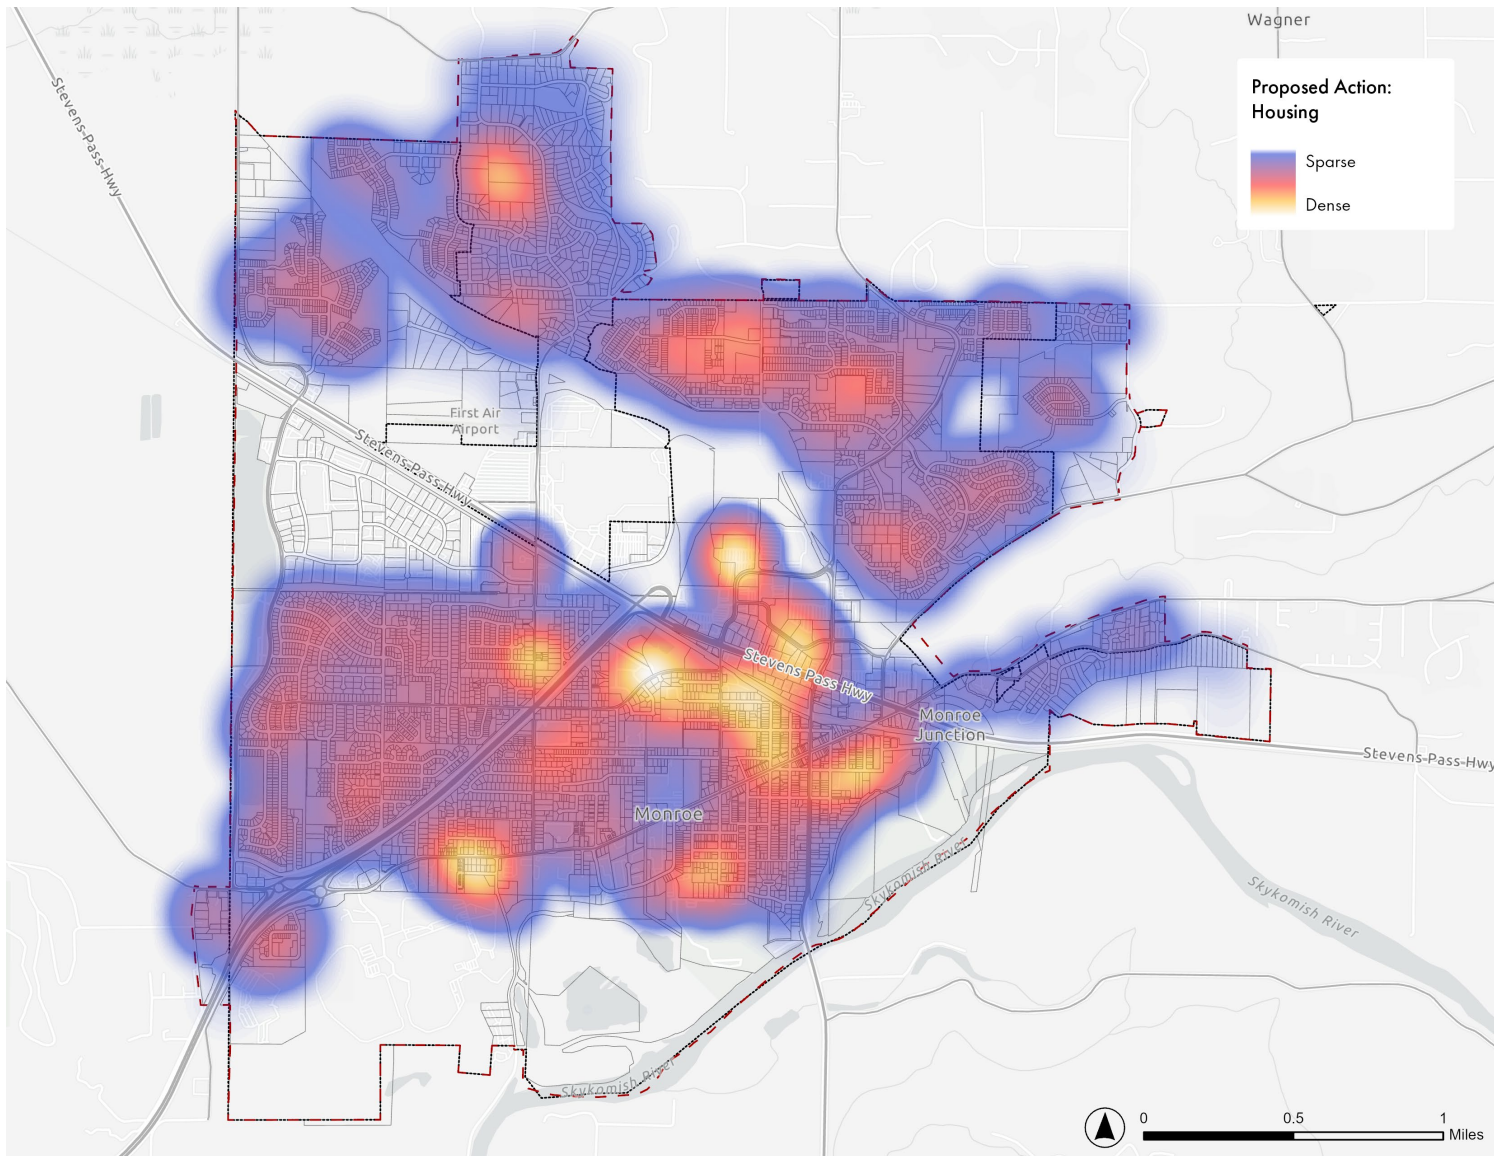 Wagner
Stevens Pass Hwy
Proposed Action:
Housing
Sparse
Dense
First Air
Airport
Stevens Pass Hwy
Stevens Pass Hwy
Monroe
Junction
Stevens Pass Hwy
Monroe
Skykomish River
Skykomish River
Skykomish River
0
0.5
1
Miles